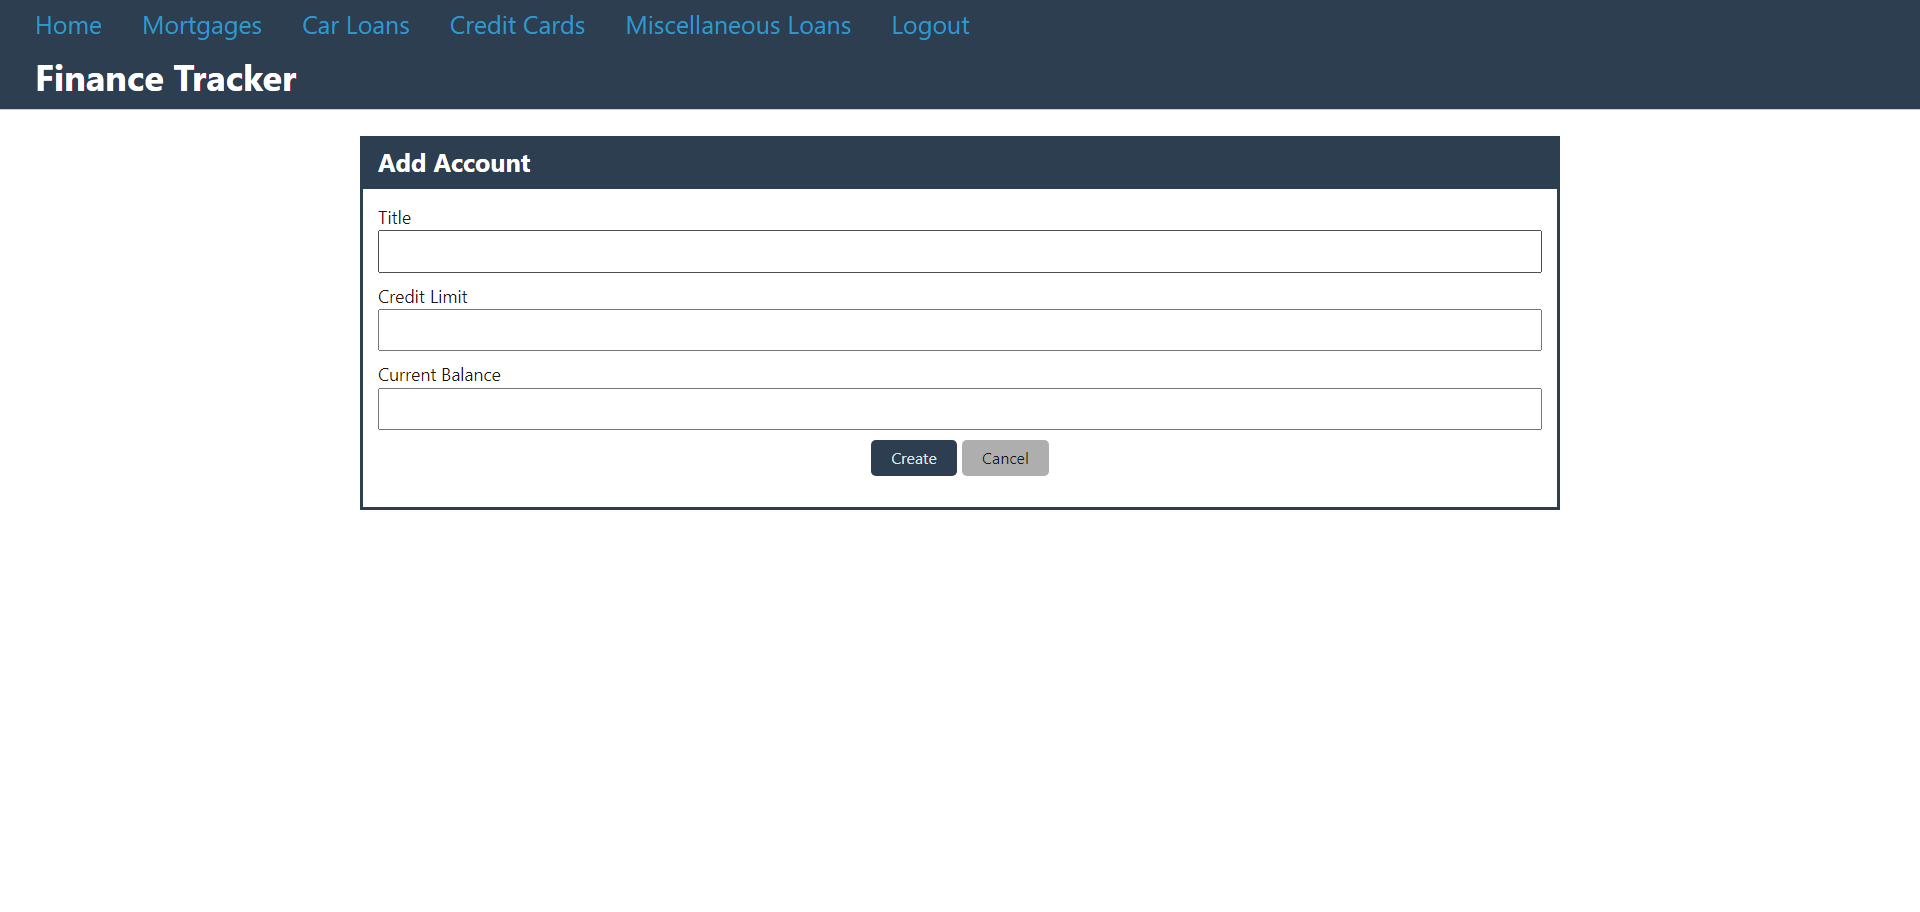 Home Mortgages Car Loans Credit Cards Miscellaneous Loans Logout
Finance Tracker
Add Account
Title
Credit Limit
Current Balance
Create Cancel